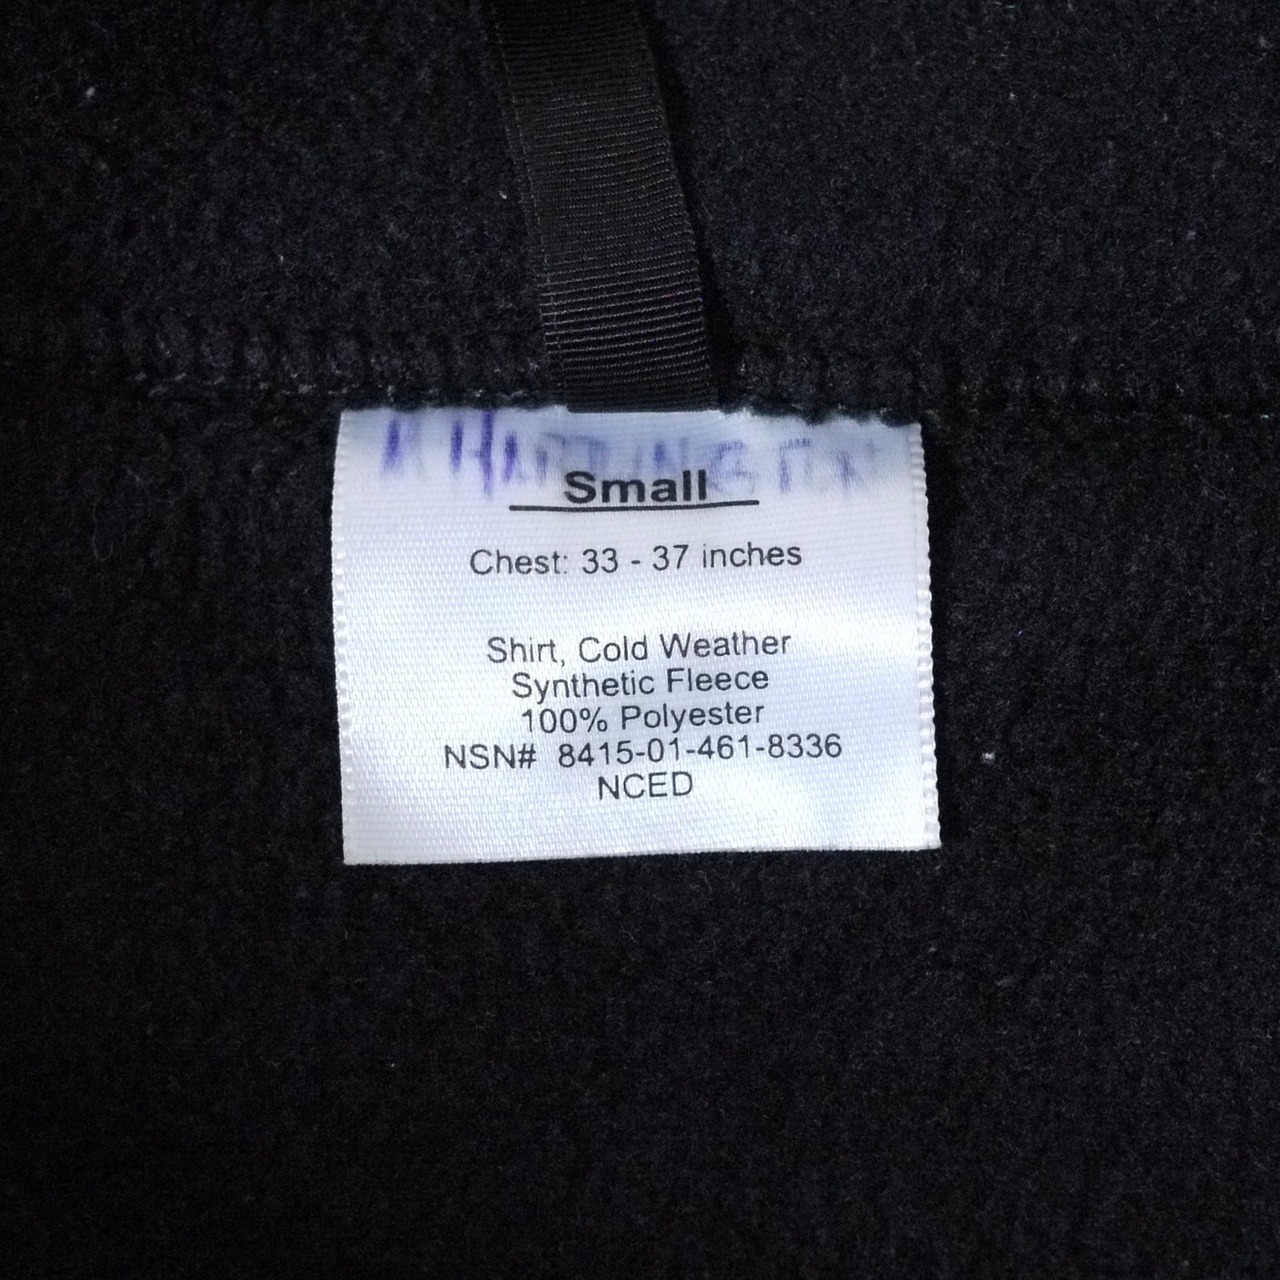 Small
Chest: 33 - 37 inches
Shirt, Cold Weather
Synthetic Fleece
100% Polyester
NSN# 8415-01-461-8336
NCED